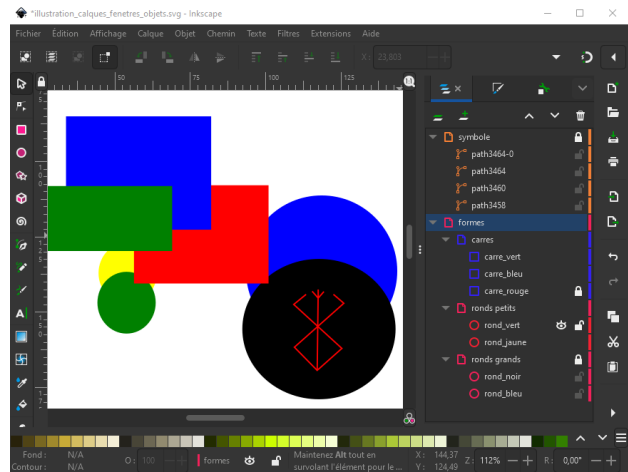 *illustration_calques_fenetres_objets.svg - Inkscape
Fichier Édition Affichage Calque Objet Chemin Texte Filtres Extensions Aide
X: 23,803
50 75 100 125
symbole
path3464-0
path3464
path3460
path3458
formes
carres
carre_vert
carre_bleu
carre_rouge
ronds petits
rond_vert
rond_jaune
ronds grands
rond_noir
rond_bleu
Fond : N/A
Contour : N/A
O: 100
formes
Maintenez Alt tout en
survolant l'élément pour le ...
X: 144,37
Y: 124,49
Z: 112%
R: 0,00°